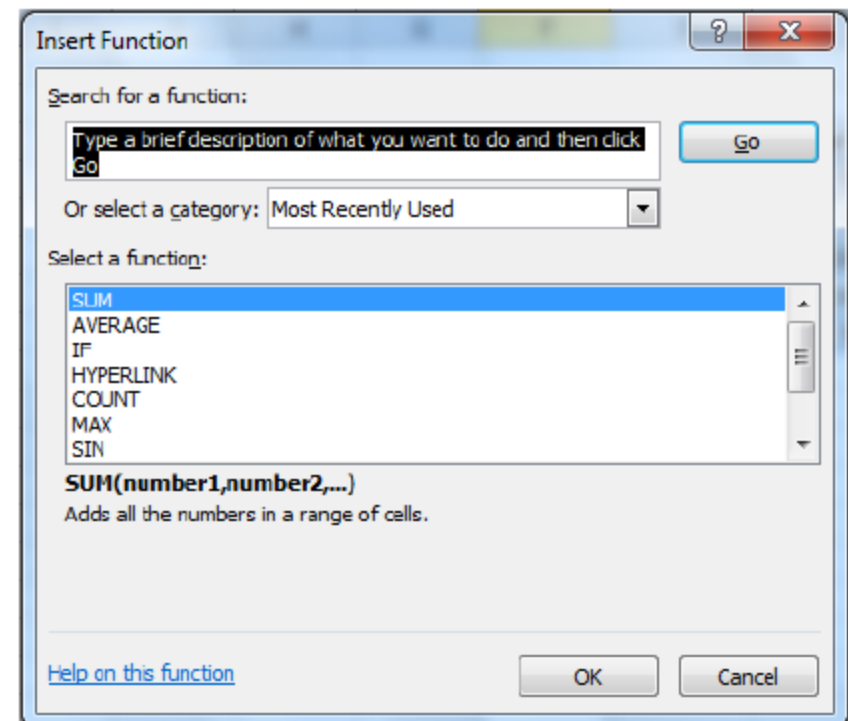 Insert Function
Search for a function:
Type a brief description of what you want to do and then click
Go
Go
Or select a category: Most Recently Used
Select a function:
SUM
AVERAGE
IF
HYPERLINK
COUNT
MAX
SIN
SUM(number1,number2,...)
Adds all the numbers in a range of cells.
Help on this function
OK
Cancel